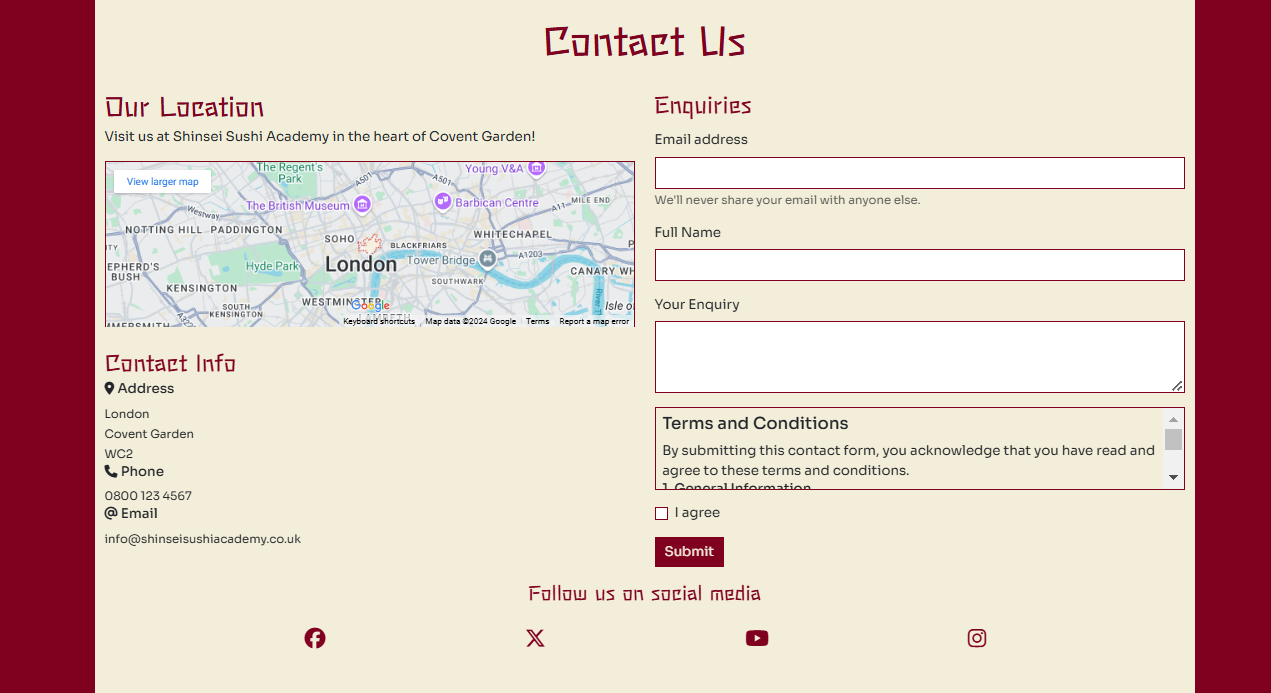 Contact Us
Our Location
Visit us at Shinsei Sushi Academy in the heart of Covent Garden!
View larger map
The Regent's
Park
A501
A501
Young V&A
The British Museum
Barbican Centre
A11
MILE END
Westway
NOTTING HILL
PADDINGTON
SOHO
BLACKFRIARS
WHITECHAPEL
EPHERD'S
BUSH
Hyde Park
London
Tower Bridge
A1203
CANARY WH
KENSINGTON
SOUTHWARK
SOUTH
KENSINGTON
WESTMINSTER
LAMBETH
River T
Isle o
Google
Keyboard shortcuts
Map data ©2024 Google
Terms
Report a map error
Contact Info
Address
London
Covent Garden
WC2
Phone
0800 123 4567
@ Email
info@shinseisushiacademy.co.uk
Enquiries
Email address
We'll never share your email with anyone else.
Full Name
Your Enquiry
Terms and Conditions
By submitting this contact form, you acknowledge that you have read and
agree to these terms and conditions.
1. General Information
I agree
Submit
Follow us on social media